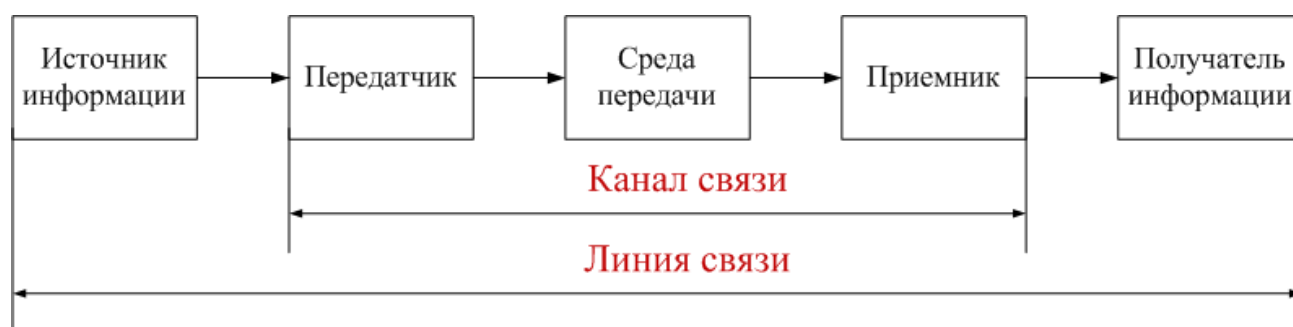 Источник
информации
Передатчик
Среда
передачи
Приемник
Получатель
информации
Канал связи
Линия связи